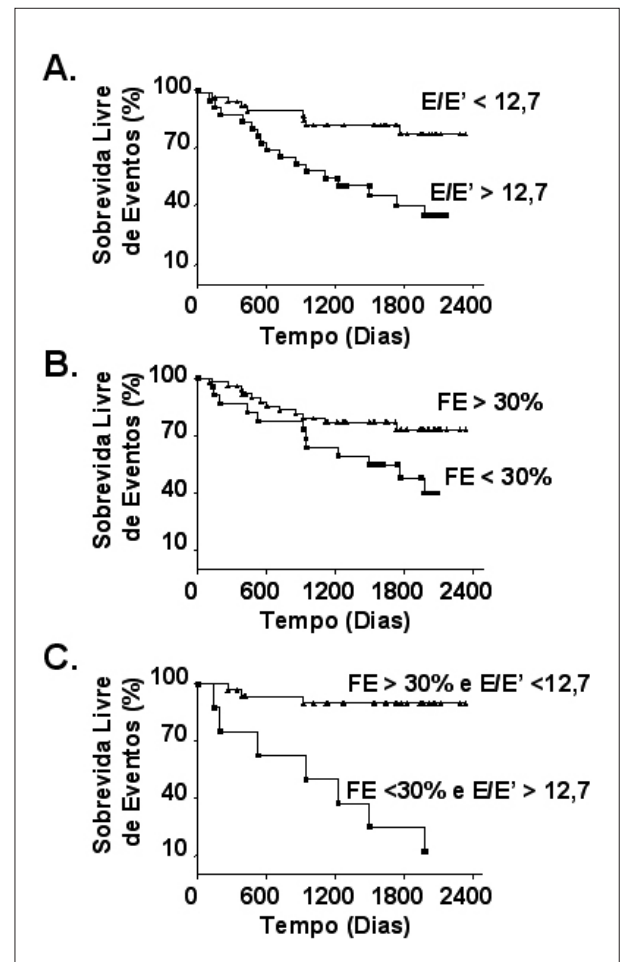 A.
Sobrevida Livre
de Eventos (%)
100
70
40
10
E/E' < 12,7
E/E' > 12,7
0 600 1200 1800 2400
Tempo (Dias)
B.
Sobrevida Livre
de Eventos (%)
100
70
40
10
FE > 30%
FE < 30%
0 600 1200 1800 2400
Tempo (Dias)
C.
Sobrevida Livre
de Eventos (%)
100
70
40
10
FE > 30% e E/E' <12,7
FE <30% e E/E' > 12,7
0 600 1200 1800 2400
Tempo (Dias)